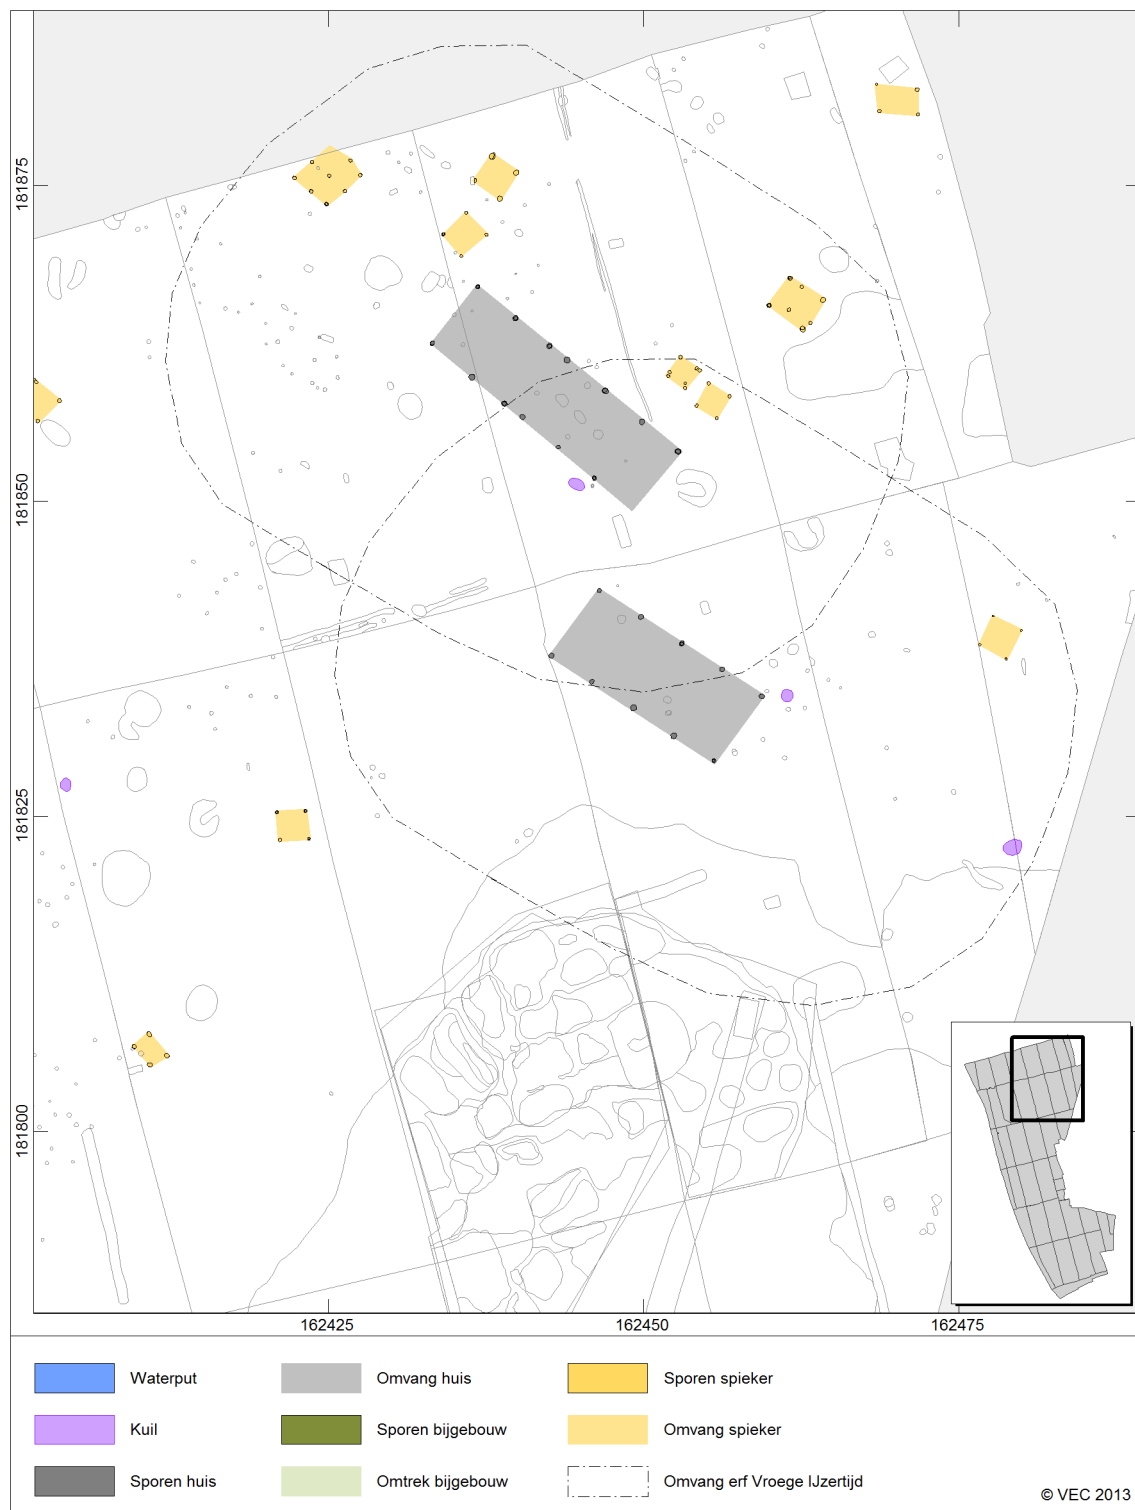 181875
181850
181825
181800
162425
162450
162475
Waterput
Omvang huis
Sporen spieker
Kuil
Sporen bijgebouw
Omvang spieker
Sporen huis
Omtrek bijgebouw
Omvang erf Vroege IJzertijd
© VEC 2013